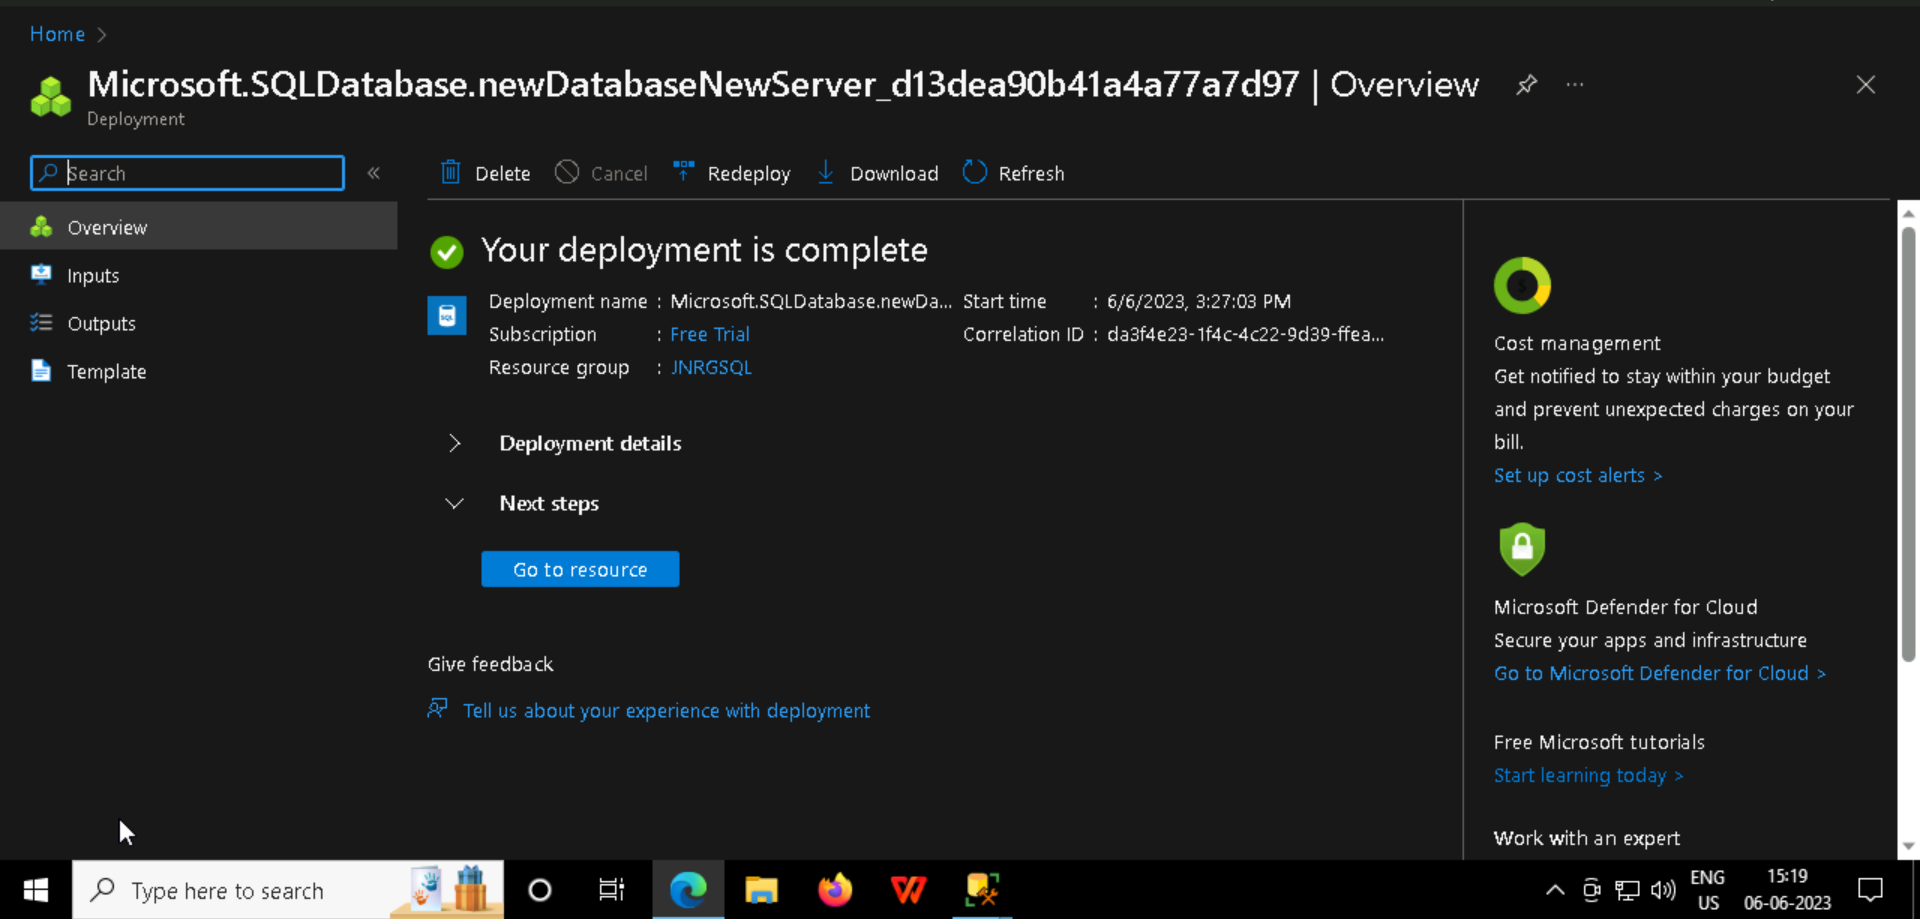 Home >
Microsoft.SQLDatabase.newDatabaseNewServer_d13dea90b41a4a77a7d97 | Overview
Deployment
Search
Delete
Cancel
Redeploy
Download
Refresh
Overview
Inputs
Outputs
Template
Your deployment is complete
SQL
Deployment name : Microsoft.SQLDatabase.newDa...
Subscription : Free Trial
Resource group : JNRGSQL
Start time : 6/6/2023, 3:27:03 PM
Correlation ID : da3f4e23-1f4c-4c22-9d39-ffea...
Deployment details
Next steps
Go to resource
Give feedback
Tell us about your experience with deployment
$
Cost management
Get notified to stay within your budget
and prevent unexpected charges on your
bill.
Set up cost alerts >
Microsoft Defender for Cloud
Secure your apps and infrastructure
Go to Microsoft Defender for Cloud >
Free Microsoft tutorials
Start learning today >
Work with an expert
Type here to search
ENG
US
15:19
06-06-2023